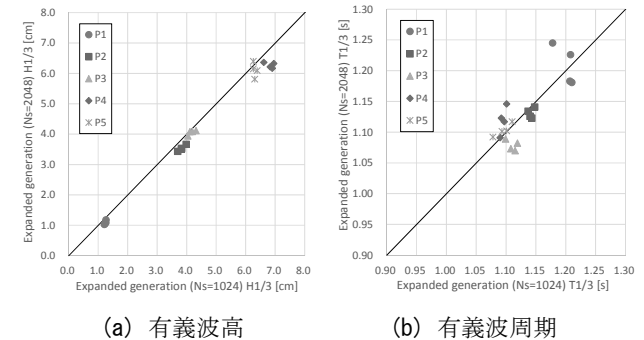 Expanded generation (Ns=2048) H1/3 [cm]
8.0
7.0
6.0
5.0
4.0
3.0
2.0
1.0
0.0
P1
P2
P3
P4
P5
0.0 1.0 2.0 3.0 4.0 5.0 6.0 7.0 8.0
Expanded generation (Ns=1024) H1/3 [cm]
(a) 有義波高
Expanded generation (Ns=2048) T1/3 [s]
1.30
1.25
1.20
1.15
1.10
1.05
1.00
0.95
0.90
P1
P2
P3
P4
P5
0.90 0.95 1.00 1.05 1.10 1.15 1.20 1.25 1.30
Expanded generation (Ns=1024) T1/3 [s]
(b) 有義波周期